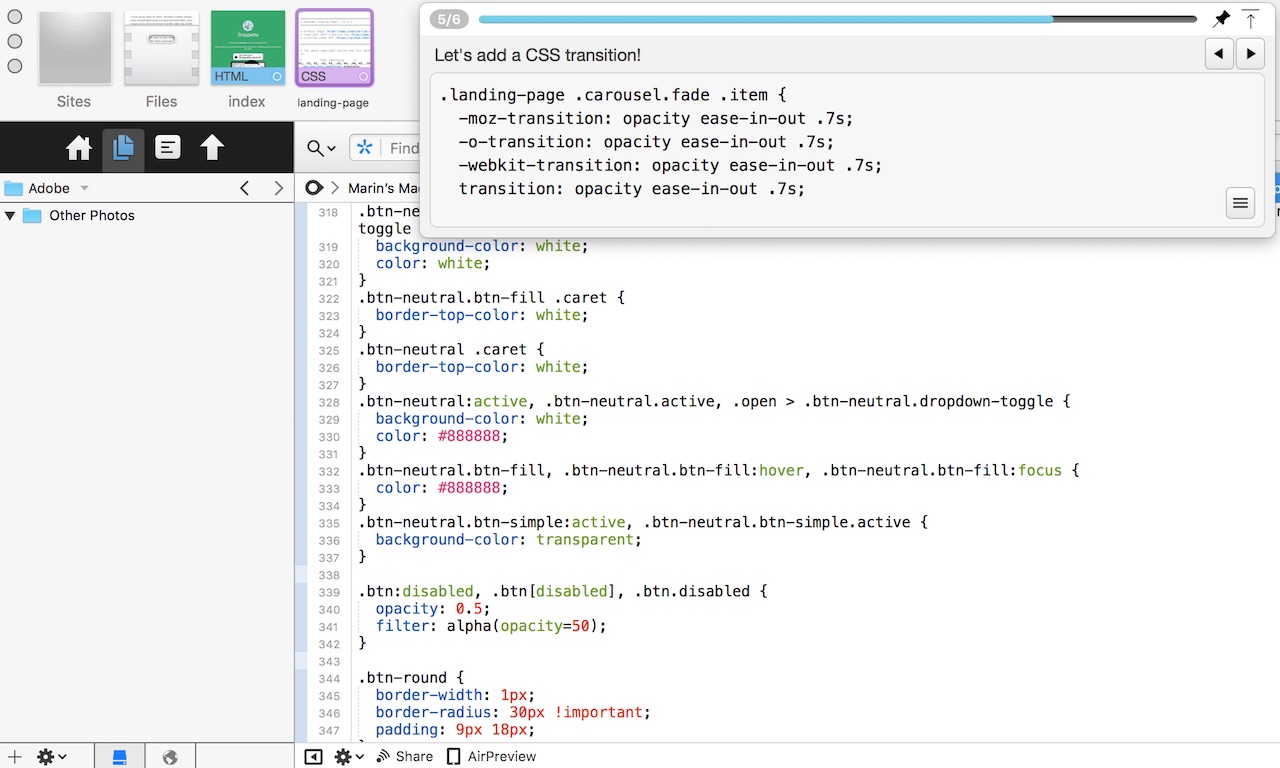 5/6
Let's add a CSS transition!
.landing-page .carousel.fade .item {
-moz-transition: opacity ease-in-out .7s;
-o-transition: opacity ease-in-out .7s;
-webkit-transition: opacity ease-in-out .7s;
transition: opacity ease-in-out .7s;
Snippetta
HTML
CSS
Sites
Files
index
landing-page
Find
Adobe
Marin's Ma
Other Photos
318 .btn-ne
toggle
319 background-color: white;
320 color: white;
321 }
322 .btn-neutral.btn-fill .caret {
323 border-top-color: white;
324 }
325 .btn-neutral .caret {
326 border-top-color: white;
327 }
328 .btn-neutral:active, .btn-neutral.active, .open > .btn-neutral.dropdown-toggle {
329 background-color: white;
330 color: #888888;
331 }
332 .btn-neutral.btn-fill, .btn-neutral.btn-fill:hover, .btn-neutral.btn-fill:focus {
333 color: #888888;
334 }
335 .btn-neutral.btn-simple:active, .btn-neutral.btn-simple.active {
336 background-color: transparent;
337 }
338
339 .btn:disabled, .btn[disabled], .btn.disabled {
340 opacity: 0.5;
341 filter: alpha(opacity=50);
342 }
343
344 .btn-round {
345 border-width: 1px;
346 border-radius: 30px !important;
347 padding: 9px 18px;
Share
AirPreview